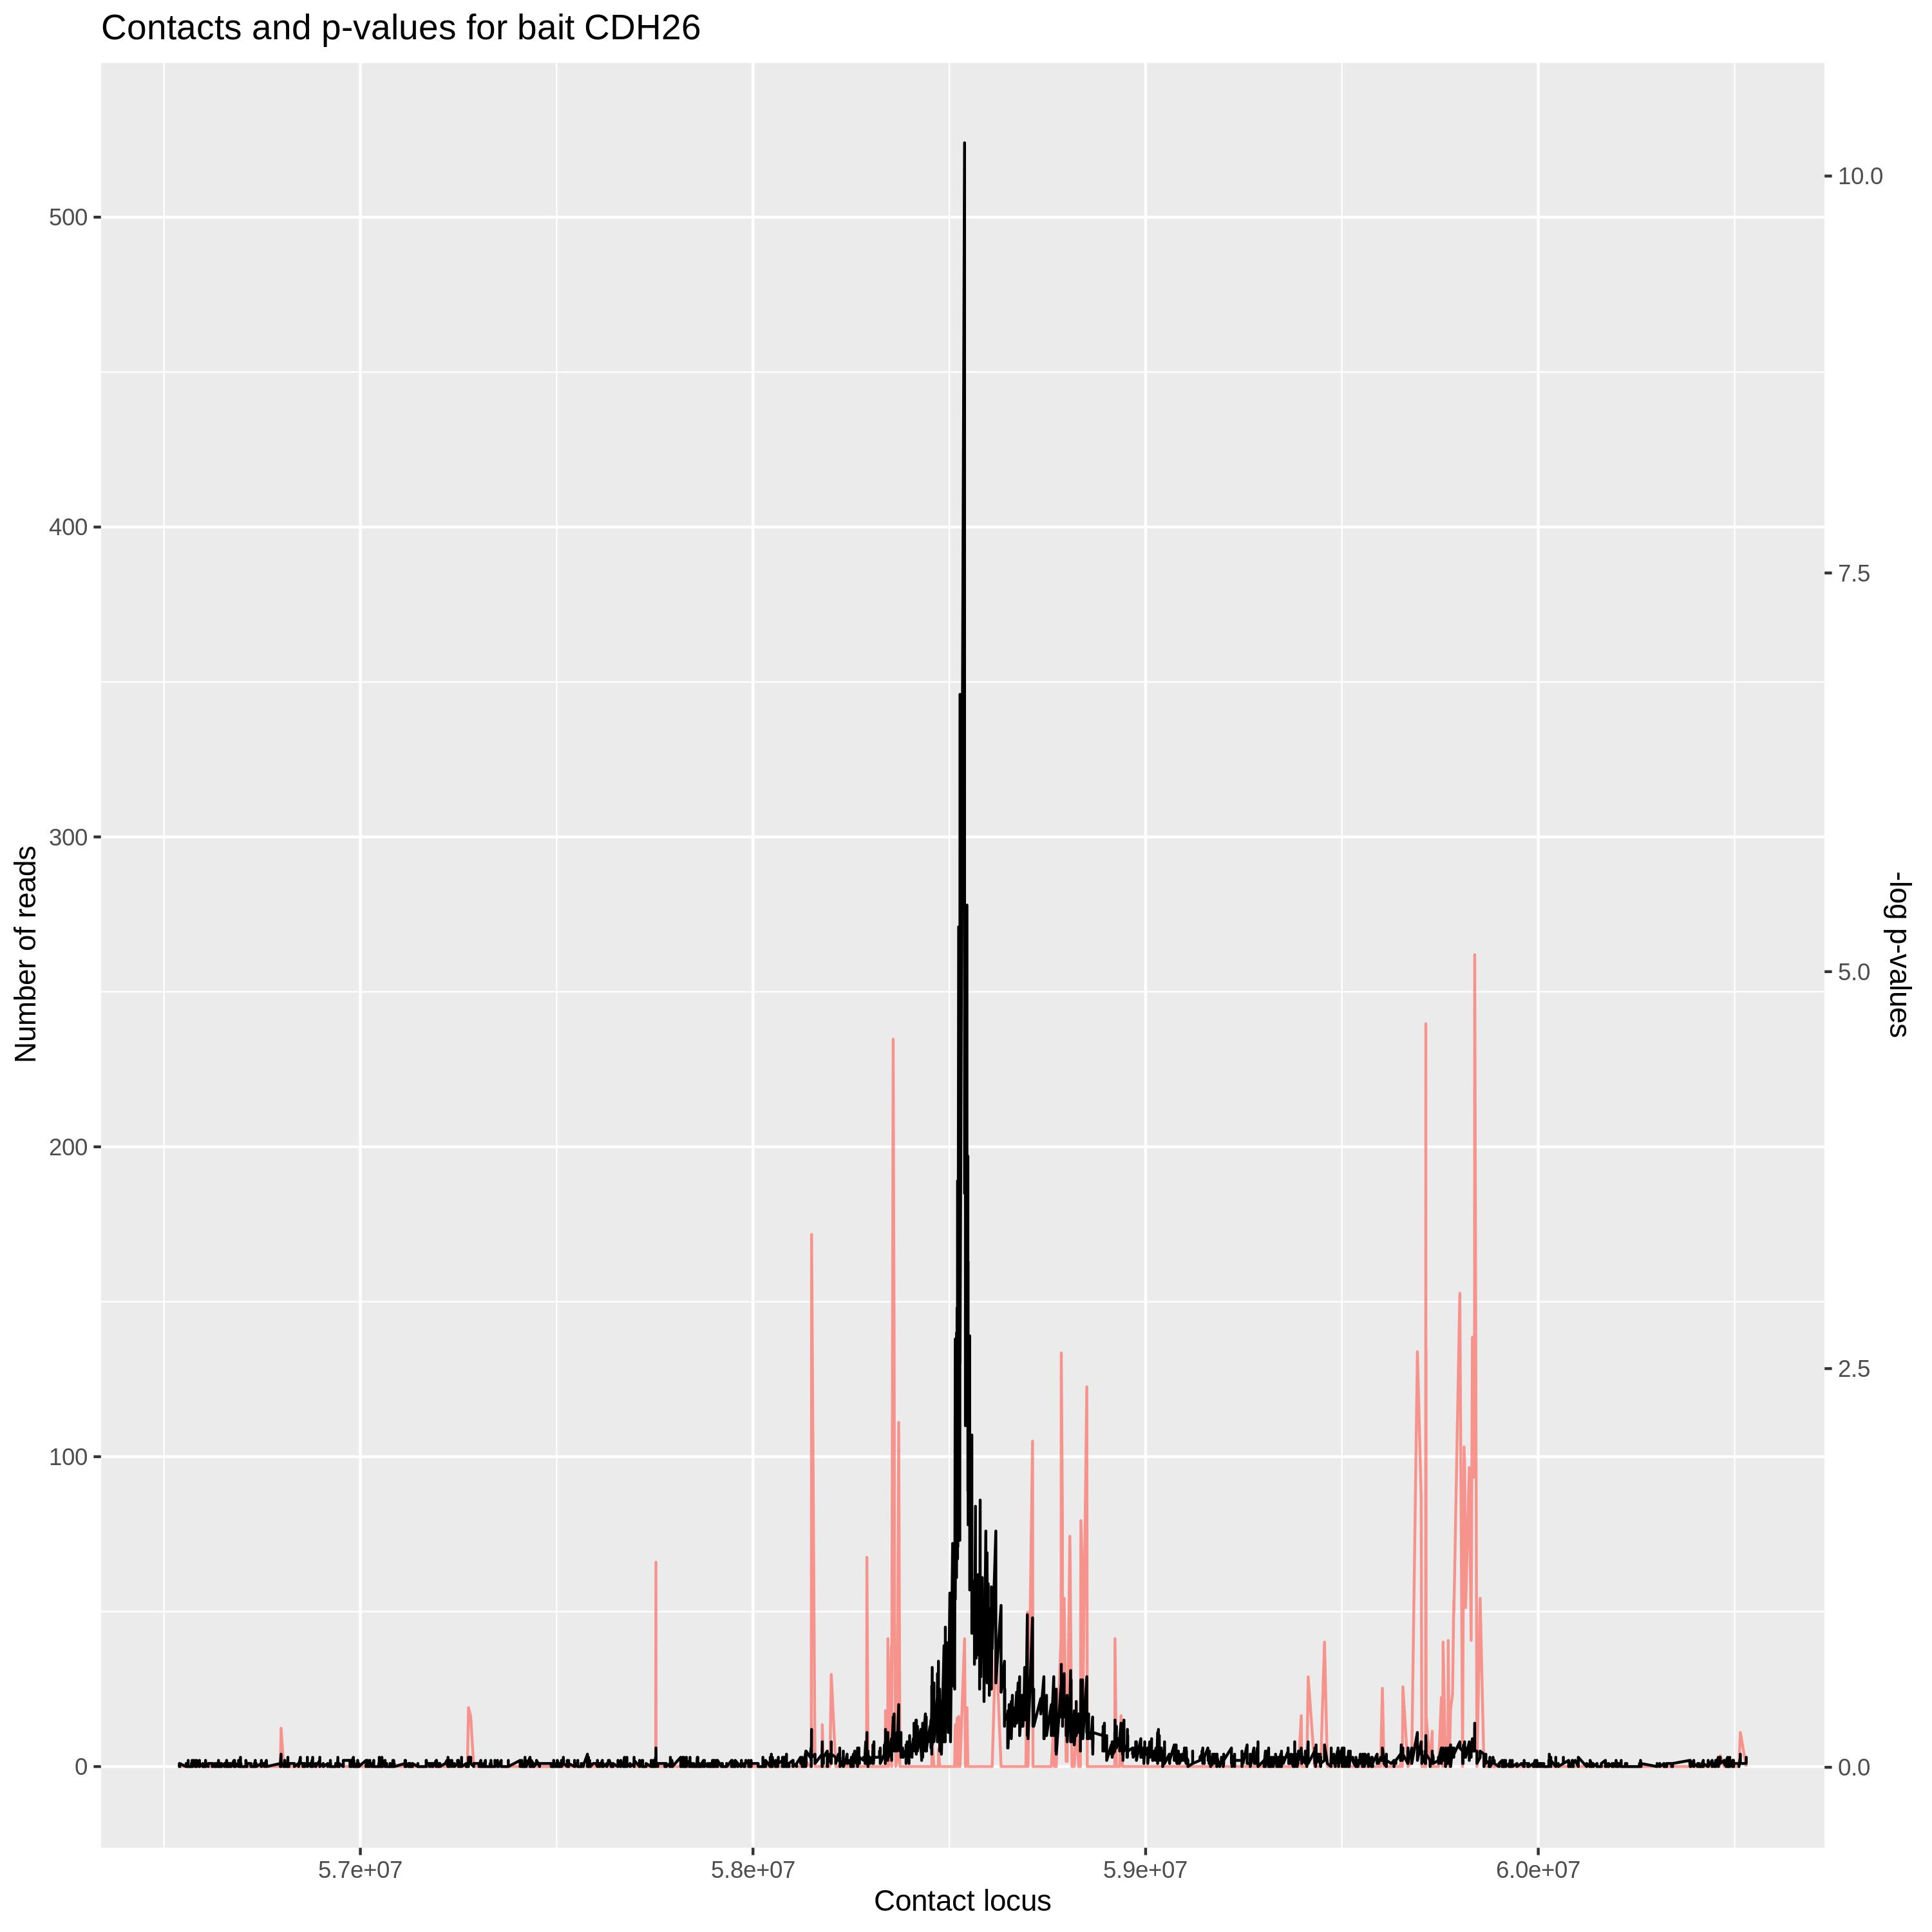 Contacts and p-values for bait CDH26
Number of reads
500
400
300
200
100
0
10.0
7.5
5.0
2.5
0.0
-log p-values
5.7e+07
5.8e+07
5.9e+07
6.0e+07
Contact locus